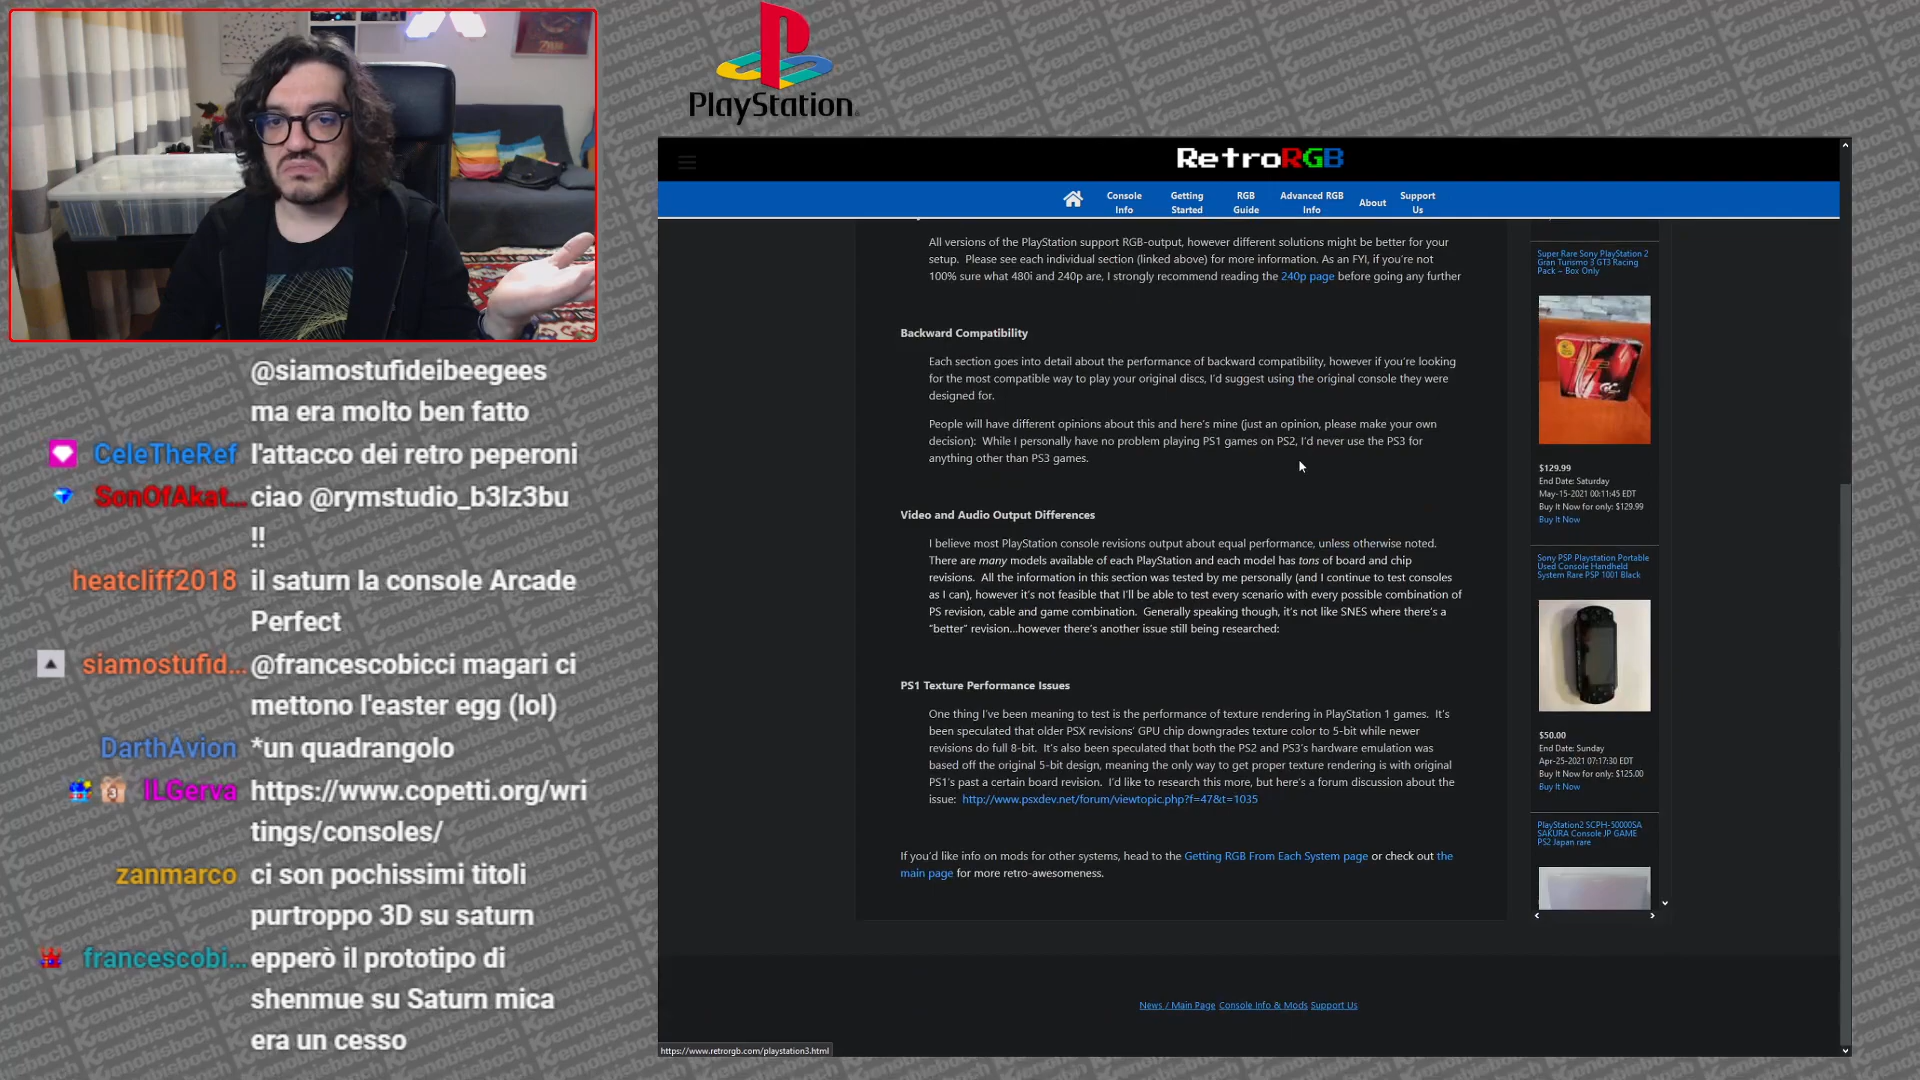 PlayStation
RetroRGB
Console Info
Getting Started
RGB Guide
Advanced RGB Info
About
Support Us
All versions of the PlayStation support RGB-output, however different solutions might be better for your
setup. Please see each individual section (linked above) for more information. As an FYI, if you're not
100% sure what 480i and 240p are, I strongly recommend reading the 240p page before going any further
Backward Compatibility
Each section goes into detail about the performance of backward compatibility, however if you're looking
for the most compatible way to play your original discs, I'd suggest using the original console they were
designed for.
People will have different opinions about this and here's mine (just an opinion, please make your own
decision): While I personally have no problem playing PS1 games on PS2, I'd never use the PS3 for
anything other than PS3 games.
Video and Audio Output Differences
I believe most PlayStation console revisions output about equal performance, unless otherwise noted.
There are many models available of each PlayStation and each model has tons of board and chip
revisions. All the information in this section was tested by me personally (and I continue to test consoles
as I can), however it's not feasible that I'll be able to test every scenario with every possible combination of
PS revision, cable and game combination. Generally speaking though, it's not like SNES where there's a
"better" revision...however there's another issue still being researched:
PS1 Texture Performance Issues
One thing I've been meaning to test is the performance of texture rendering in PlayStation 1 games. It's
been speculated that older PSX revisions' GPU chip downgrades texture color to 5-bit while newer
revisions do full 8-bit. It's also been speculated that both the PS2 and PS3's hardware emulation was
based off the original 5-bit design, meaning the only way to get proper texture rendering is with original
PS1's past a certain board revision. I'd like to research this more, but here's a forum discussion about the
issue: http://www.psxdev.net/forum/viewtopic.php?f=47&t=1035
If you'd like info on mods for other systems, head to the Getting RGB From Each System page or check out the
main page for more retro-awesomeness.
News / Main Page Console Info & Mods Support Us
https://www.retrorgb.com/playstation3.html
Super Rare Sony PlayStation 2
Gran Turismo 3 GT3 Racing
Pack – Box Only
$129.99
End Date: Saturday
May-15-2021 00:11:45 EDT
Buy It Now for only: $129.99
Buy It Now
Sony PSP Playstation Portable
Used Console Handheld
System Rare PSP 1001 Black
$50.00
End Date: Sunday
Apr-25-2021 07:17:30 EDT
Buy It Now for only: $125.00
Buy It Now
PlayStation2 SCPH-50000SA
SAKURA Console JP GAME
PS2 Japan rare
@siamostufideibeegees
ma era molto ben fatto
CeleTheRef l'attacco dei retro peperoni
SonOfAkat... ciao @rymstudio_b3lz3bu
!!
heatcliff2018 il saturn la console Arcade
Perfect
siamostufid... @francescobicci magari ci
mettono l'easter egg (lol)
DarthAvion *un quadrangolo
ILGerva https://www.copetti.org/wri
tings/consoles/
zanmarco ci son pochissimi titoli
purtroppo 3D su saturn
francescobi... epperò il prototipo di
shenmue su Saturn mica
era un cesso
Kenobisboch